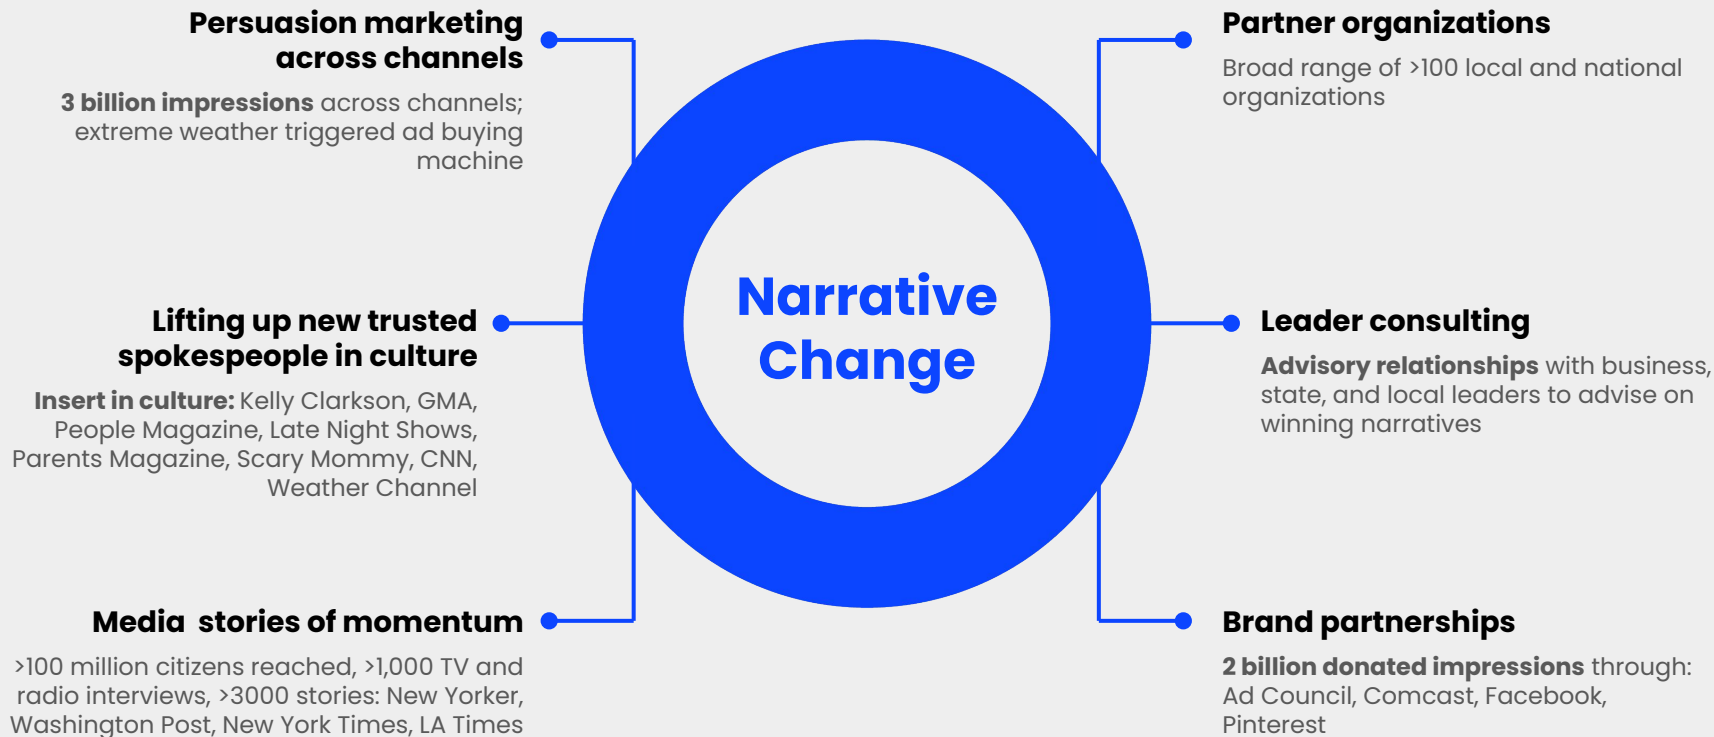 Persuasion marketing
across channels
3 billion impressions across channels;
extreme weather triggered ad buying
machine
Lifting up new trusted
spokespeople in culture
Insert in culture: Kelly Clarkson, GMA,
People Magazine, Late Night Shows,
Parents Magazine, Scary Mommy, CNN,
Weather Channel
Media  stories of momentum
>100 million citizens reached, >1,000 TV and
radio interviews, >3000 stories: New Yorker,
Washington Post, New York Times, LA Times
Narrative
Change
Partner organizations
Broad range of >100 local and national
organizations
Leader consulting
Advisory relationships with business,
state, and local leaders to advise on
winning narratives
Brand partnerships
2 billion donated impressions through:
Ad Council, Comcast, Facebook,
Pinterest